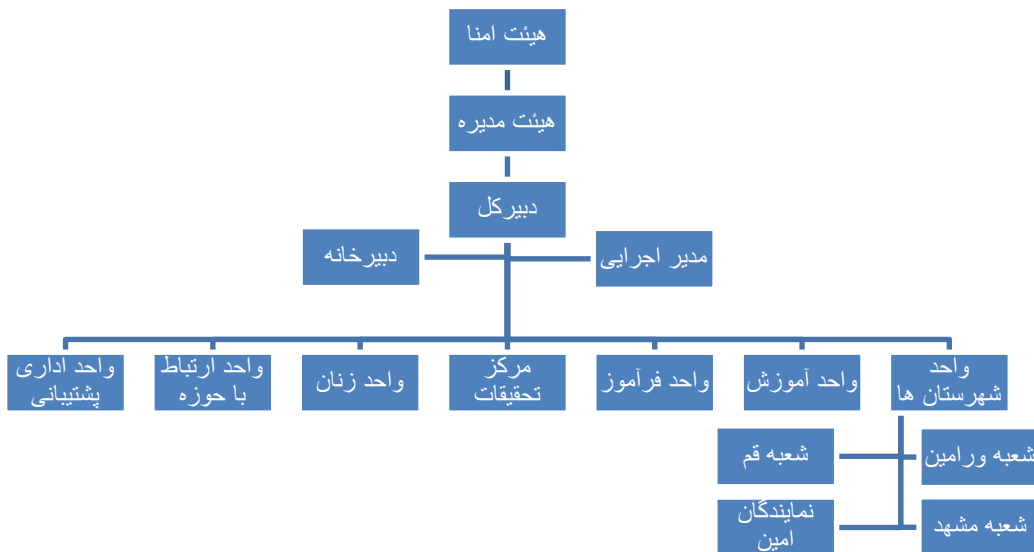 هیئت امنا
هیئت مدیره
دبیرکل
مدیر اجرایی
دبیرخانه
واحد
شهرستان ها
واحد آموزش
واحد فرآموز
مرکز
تحقیقات
واحد زنان
واحد ارتباط
با حوزه
واحد اداری
پشتیبانی
شعبه ورامین
شعبه قم
شعبه مشهد
نمایندگان
امین